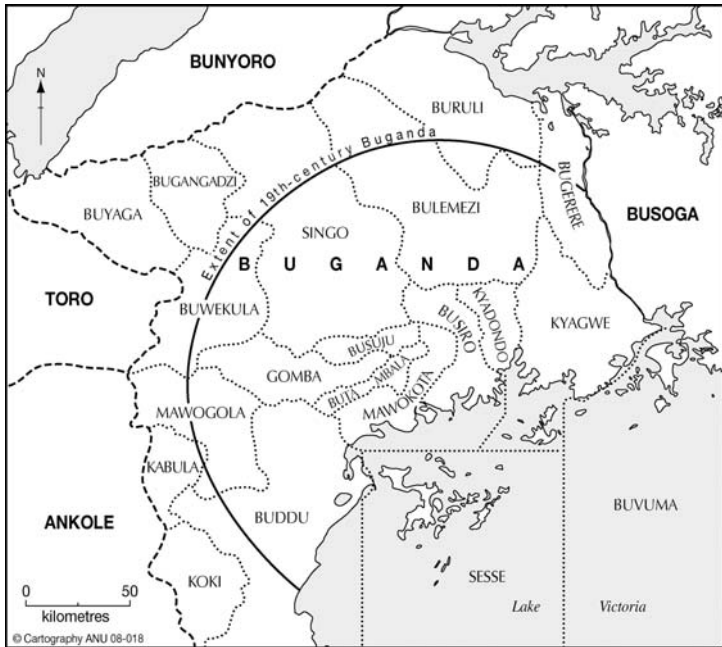 BUNYORO
N
BURULI
Extent of 19th-century Buganda
BUGANGADZI
BUGERERE
BUYAGA
BULEMEZI
BUSOGA
SINGO
BUGANDA
TORO
BUWEKULA
BUSIRO
KYADONDO
KYAGWE
BUSUJU
GOMBA
MBALA
BUTA
MAWOKOTA
MAWOGOLA
KABULA
BUVUMA
ANKOLE
BUDDU
KOKI
SESSE
0 50
kilometres
Lake Victoria
© Cartography ANU 08-018